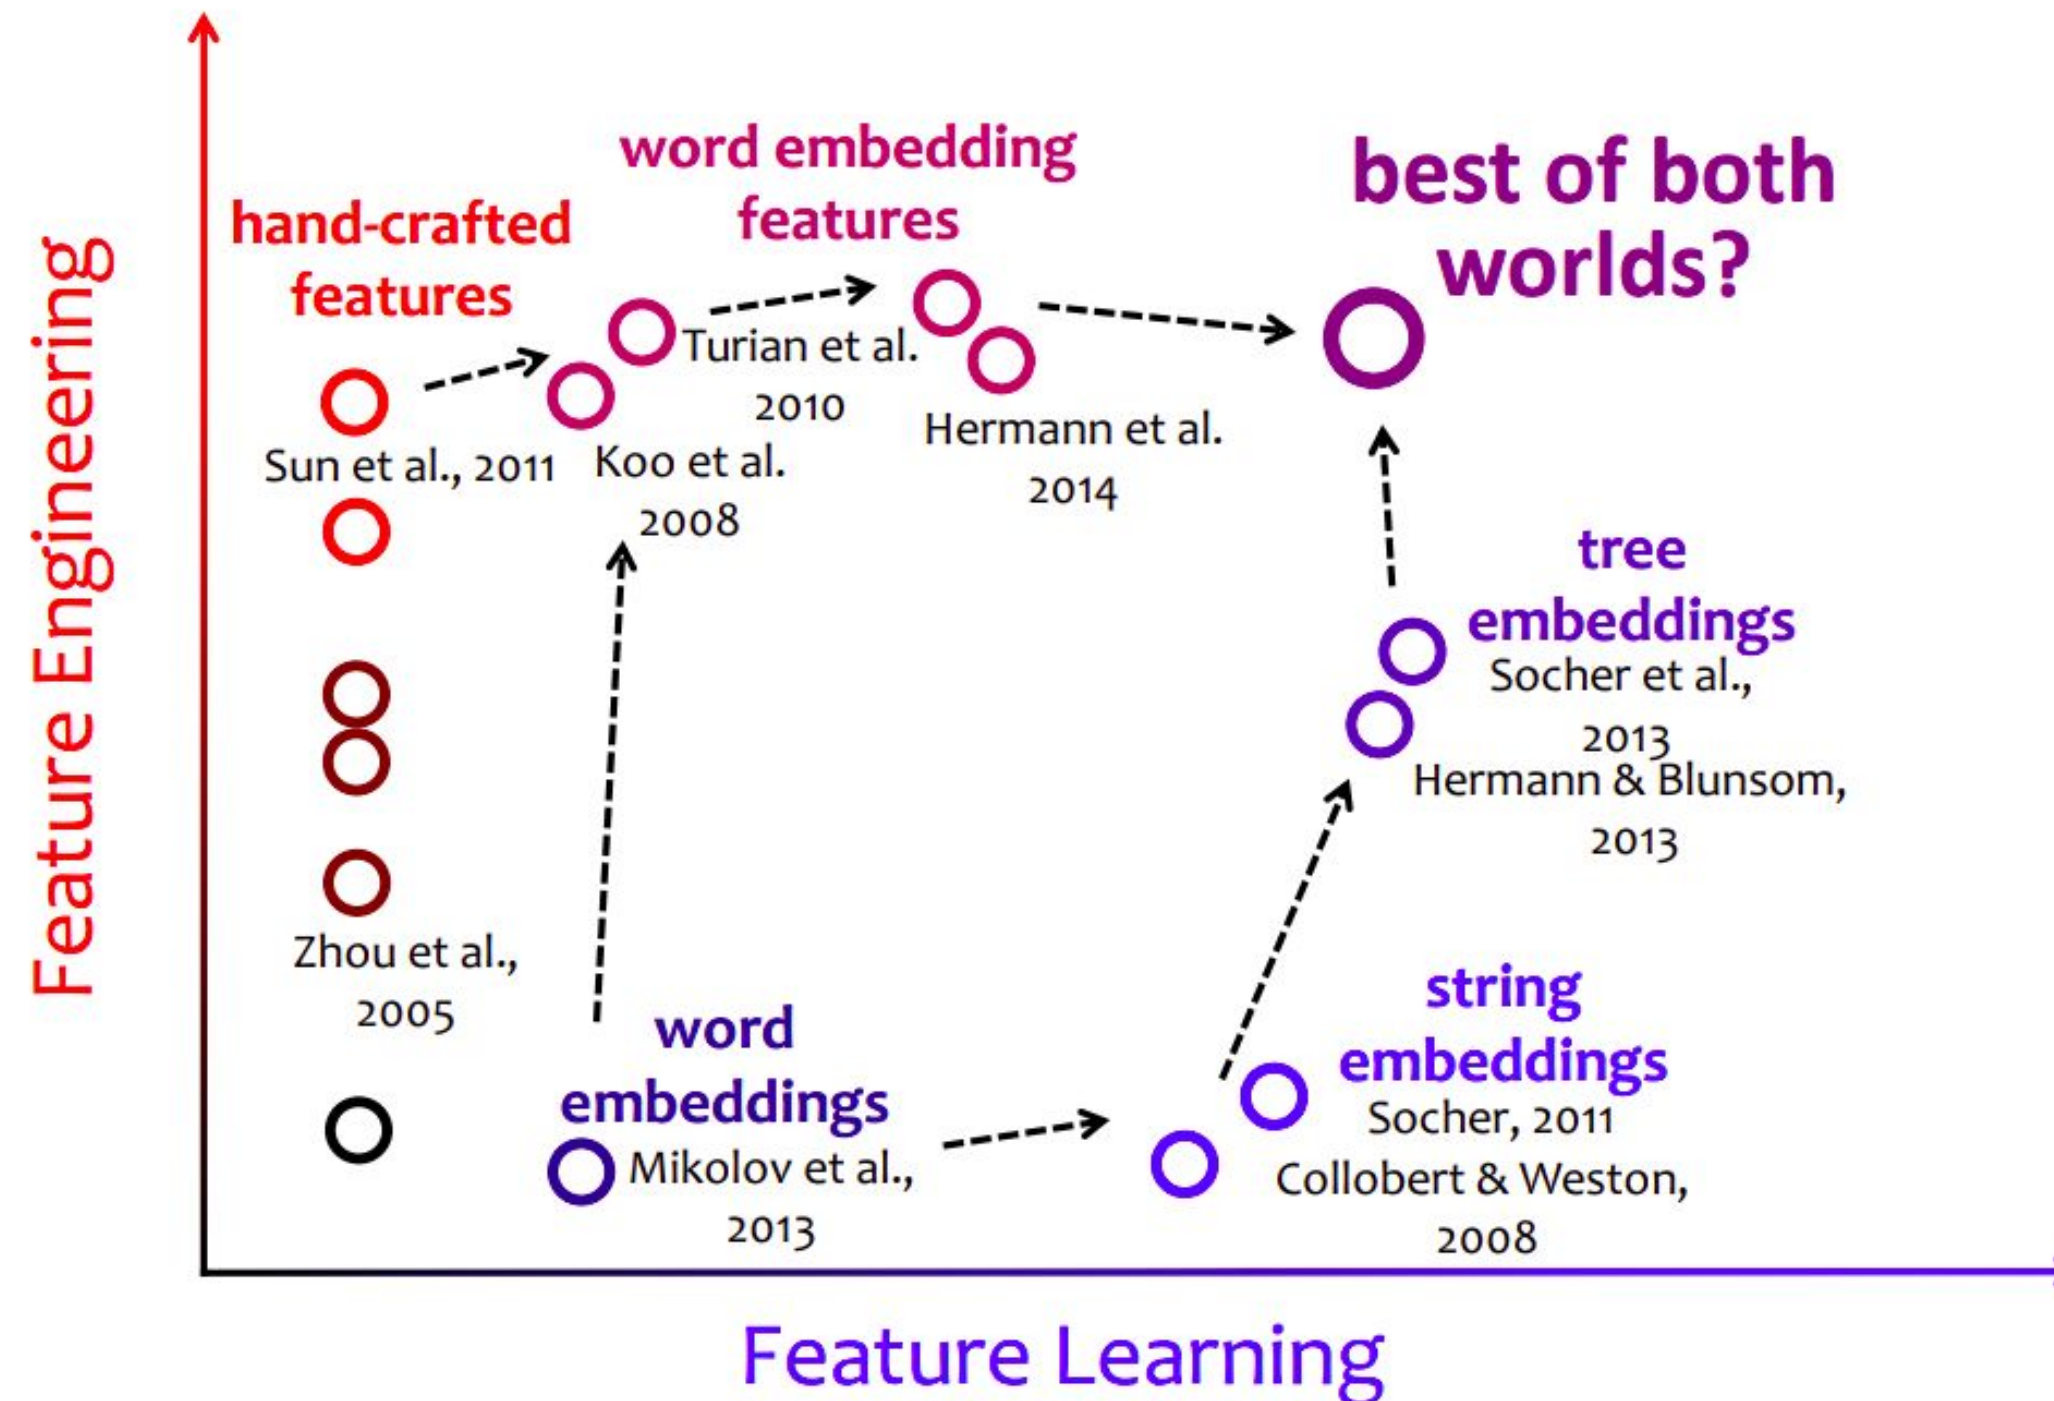 Feature Engineering
hand-crafted
features
word embedding
features
best of both
worlds?
Turian et al.
2010
Sun et al., 2011
Koo et al.
2008
Hermann et al.
2014
tree
embeddings
Socher et al.,
2013
Hermann & Blunsom,
2013
Zhou et al.,
2005
word
embeddings
Mikolov et al.,
2013
string
embeddings
Socher, 2011
Collobert & Weston,
2008
Feature Learning